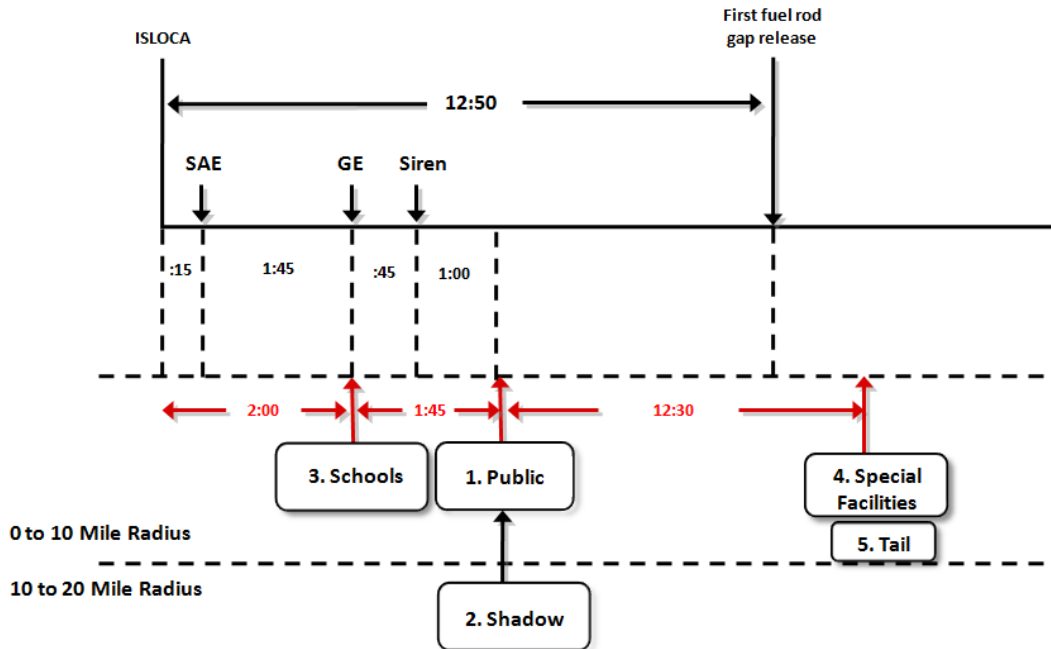 First fuel rod
gap release
ISLOCA
12:50
SAE
GE
Siren
:15
1:45
:45
1:00
2:00
1:45
12:30
3. Schools
1. Public
4. Special
Facilities
5. Tail
0 to 10 Mile Radius
10 to 20 Mile Radius
2. Shadow